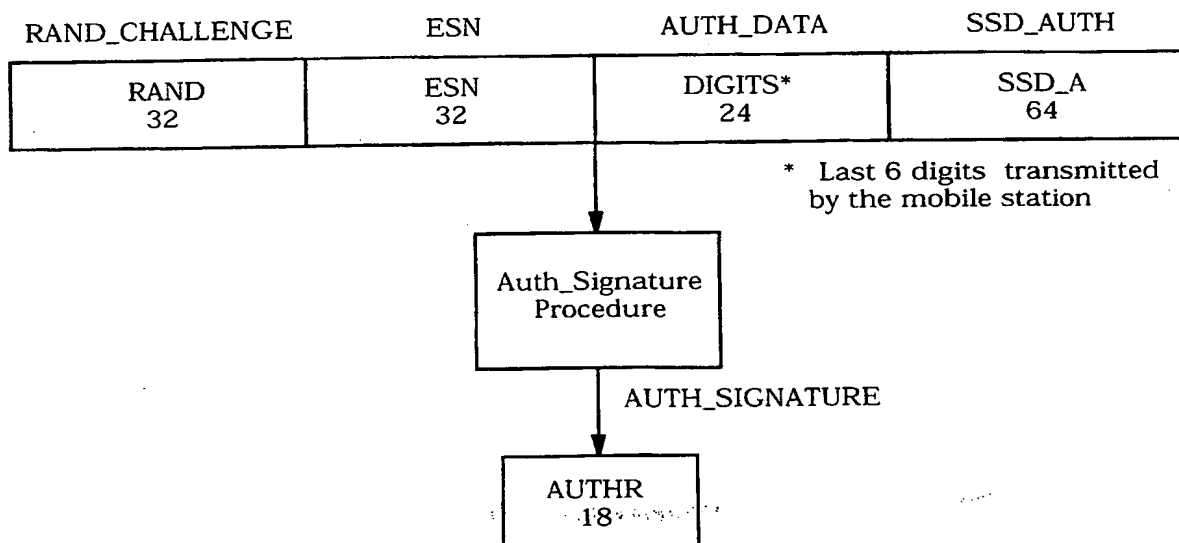 RAND_CHALLENGE ESN AUTH_DATA SSD_AUTH
RAND ESN DIGITS* SSD_A
32 32 24 64
* Last 6 digits transmitted
by the mobile station
Auth_Signature
Procedure
AUTH_SIGNATURE
AUTHR
18